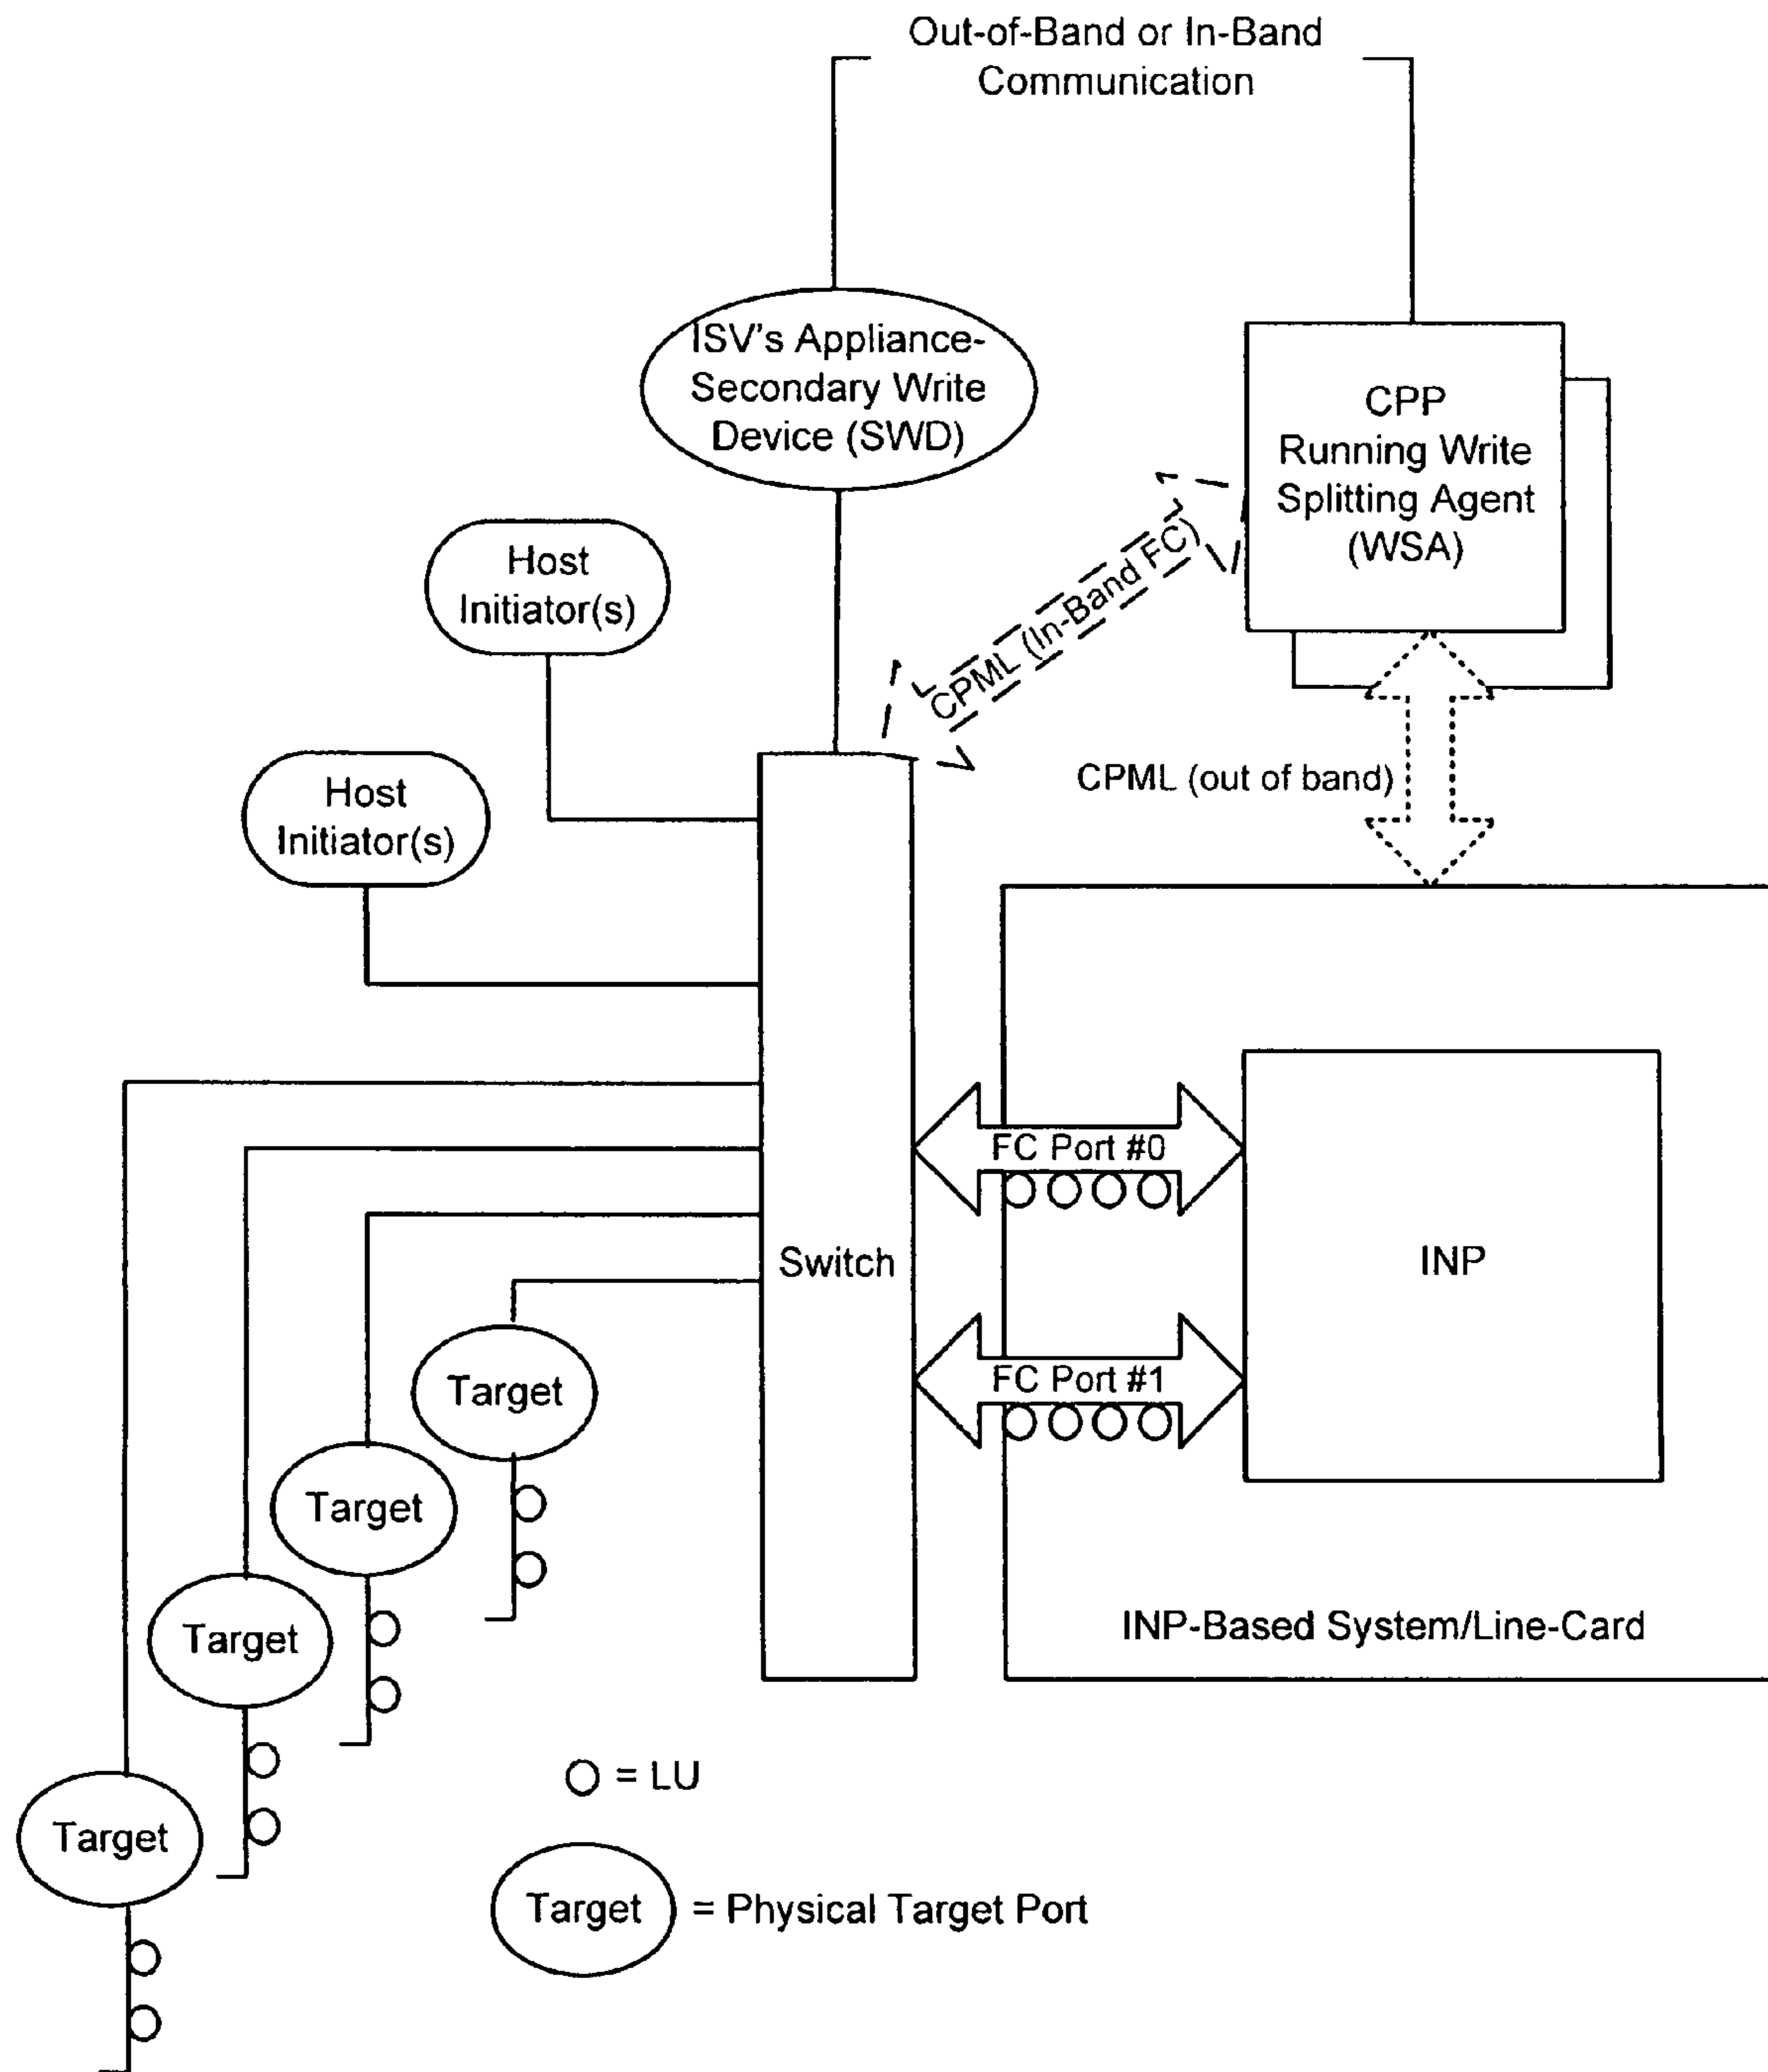 Out-of-Band or In-Band
Communication
ISV's Appliance-
Secondary Write
Device (SWD)
CPP
Running Write
Splitting Agent
(WSA)
Host
Initiator(s)
CPML (In-Band FC)
Host
Initiator(s)
CPML (out of band)
FC Port #0
Switch
INP
FC Port #1
Target
Target
Target
Target
INP-Based System/Line-Card
= LU
Target = Physical Target Port